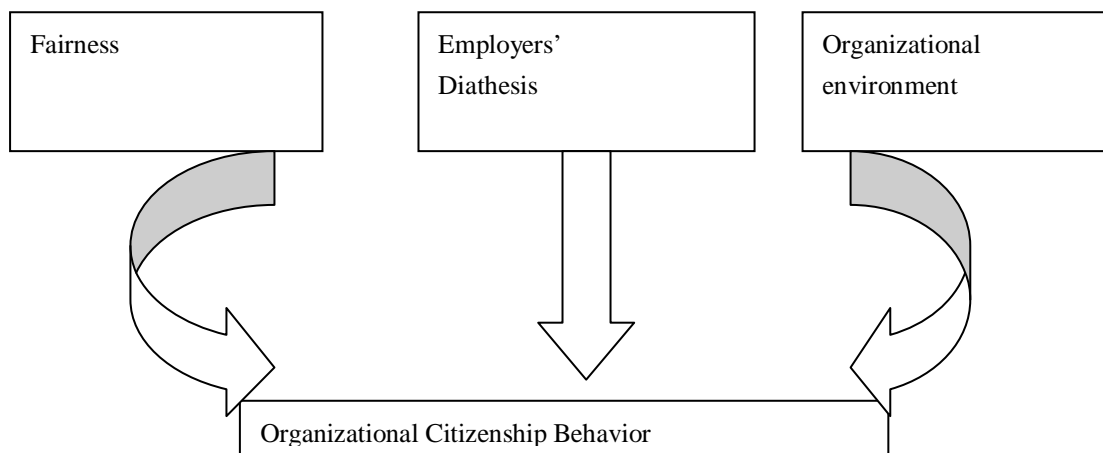 Fairness
Employers’
Diathesis
Organizational
environment
Organizational Citizenship Behavior